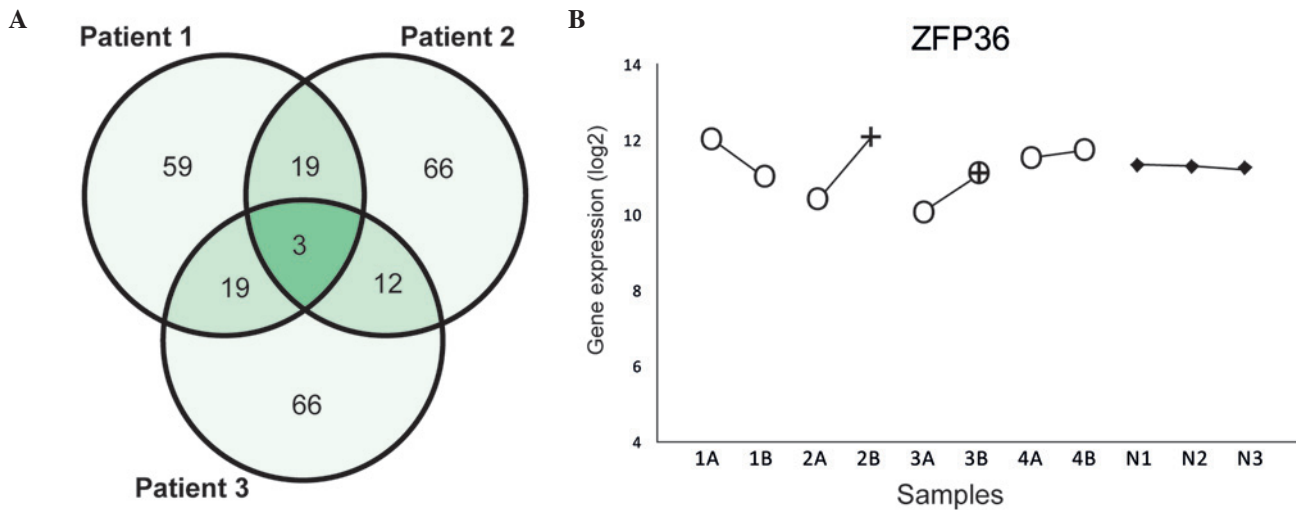 A
Patient 1
Patient 2
59
19
66
3
19
12
66
Patient 3
B
ZFP36
Gene expression (log2)
14
12
10
8
6
4
1A 1B 2A 2B 3A 3B 4A 4B N1 N2 N3
Samples